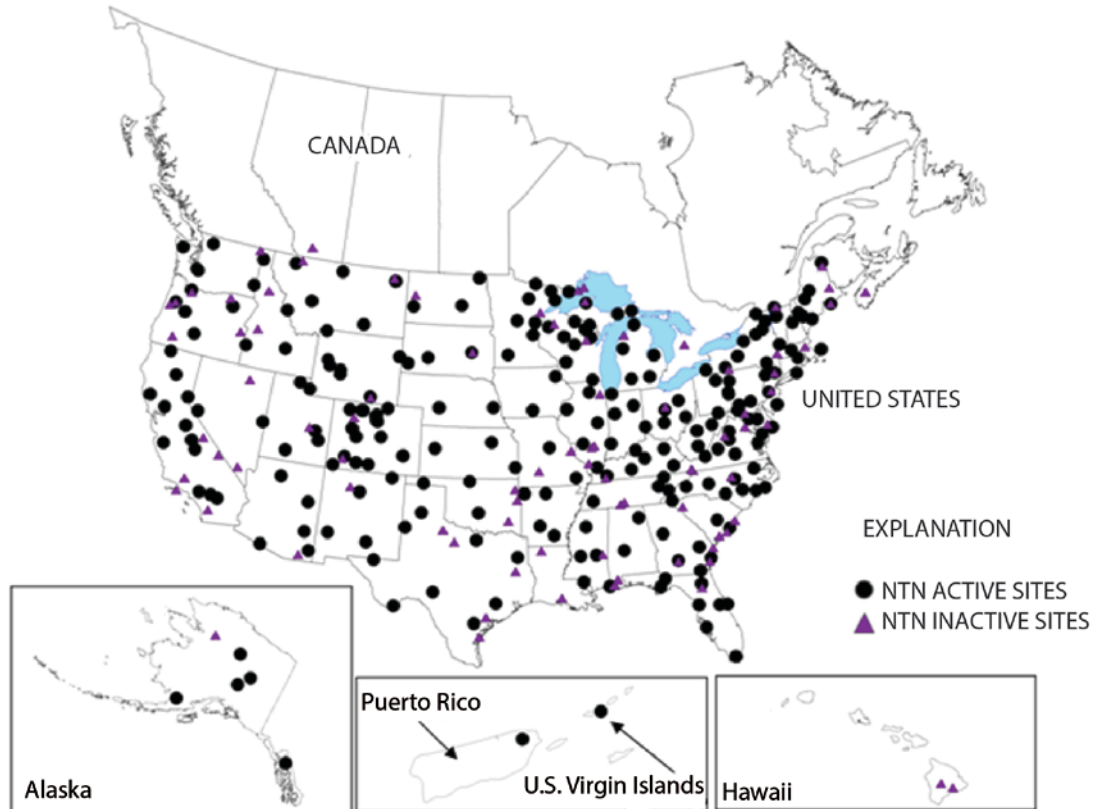 CANADA
UNITED STATES
EXPLANATION
NTN ACTIVE SITES
NTN INACTIVE SITES
Alaska
Puerto Rico
U.S. Virgin Islands
Hawaii